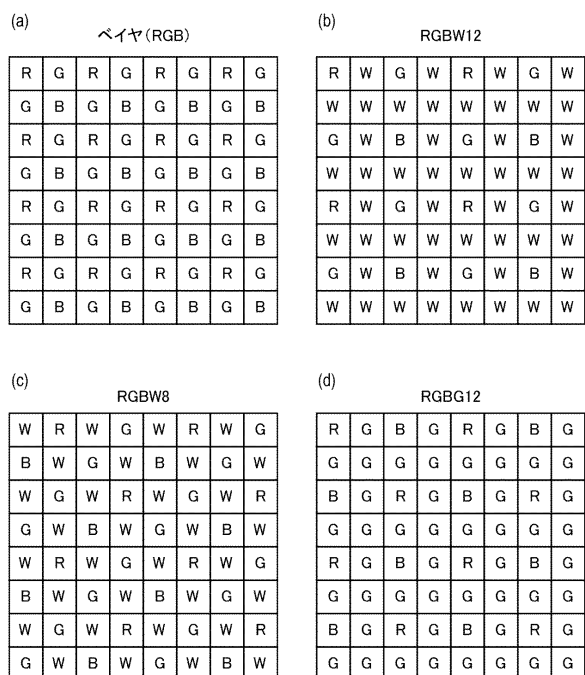 (a)
ベイヤ(RGB)
R G R G R G R G
G B G B G B G B
R G R G R G R G
G B G B G B G B
R G R G R G R G
G B G B G B G B
R G R G R G R G
G B G B G B G B
(b)
RGBW12
R W G W R W G W
W W W W W W W W
G W B W G W B W
W W W W W W W W
R W G W R W G W
W W W W W W W W
G W B W G W B W
W W W W W W W W
(c)
RGBW8
W R W G W R W G
B W G W B W G W
W G W R W G W R
G W B W G W B W
W R W G W R W G
B W G W B W G W
W G W R W G W R
G W B W G W B W
(d)
RGBG12
R G B G R G B G
G G G G G G G G
B G R G B G R G
G G G G G G G G
R G B G R G B G
G G G G G G G G
B G R G B G R G
G G G G G G G G